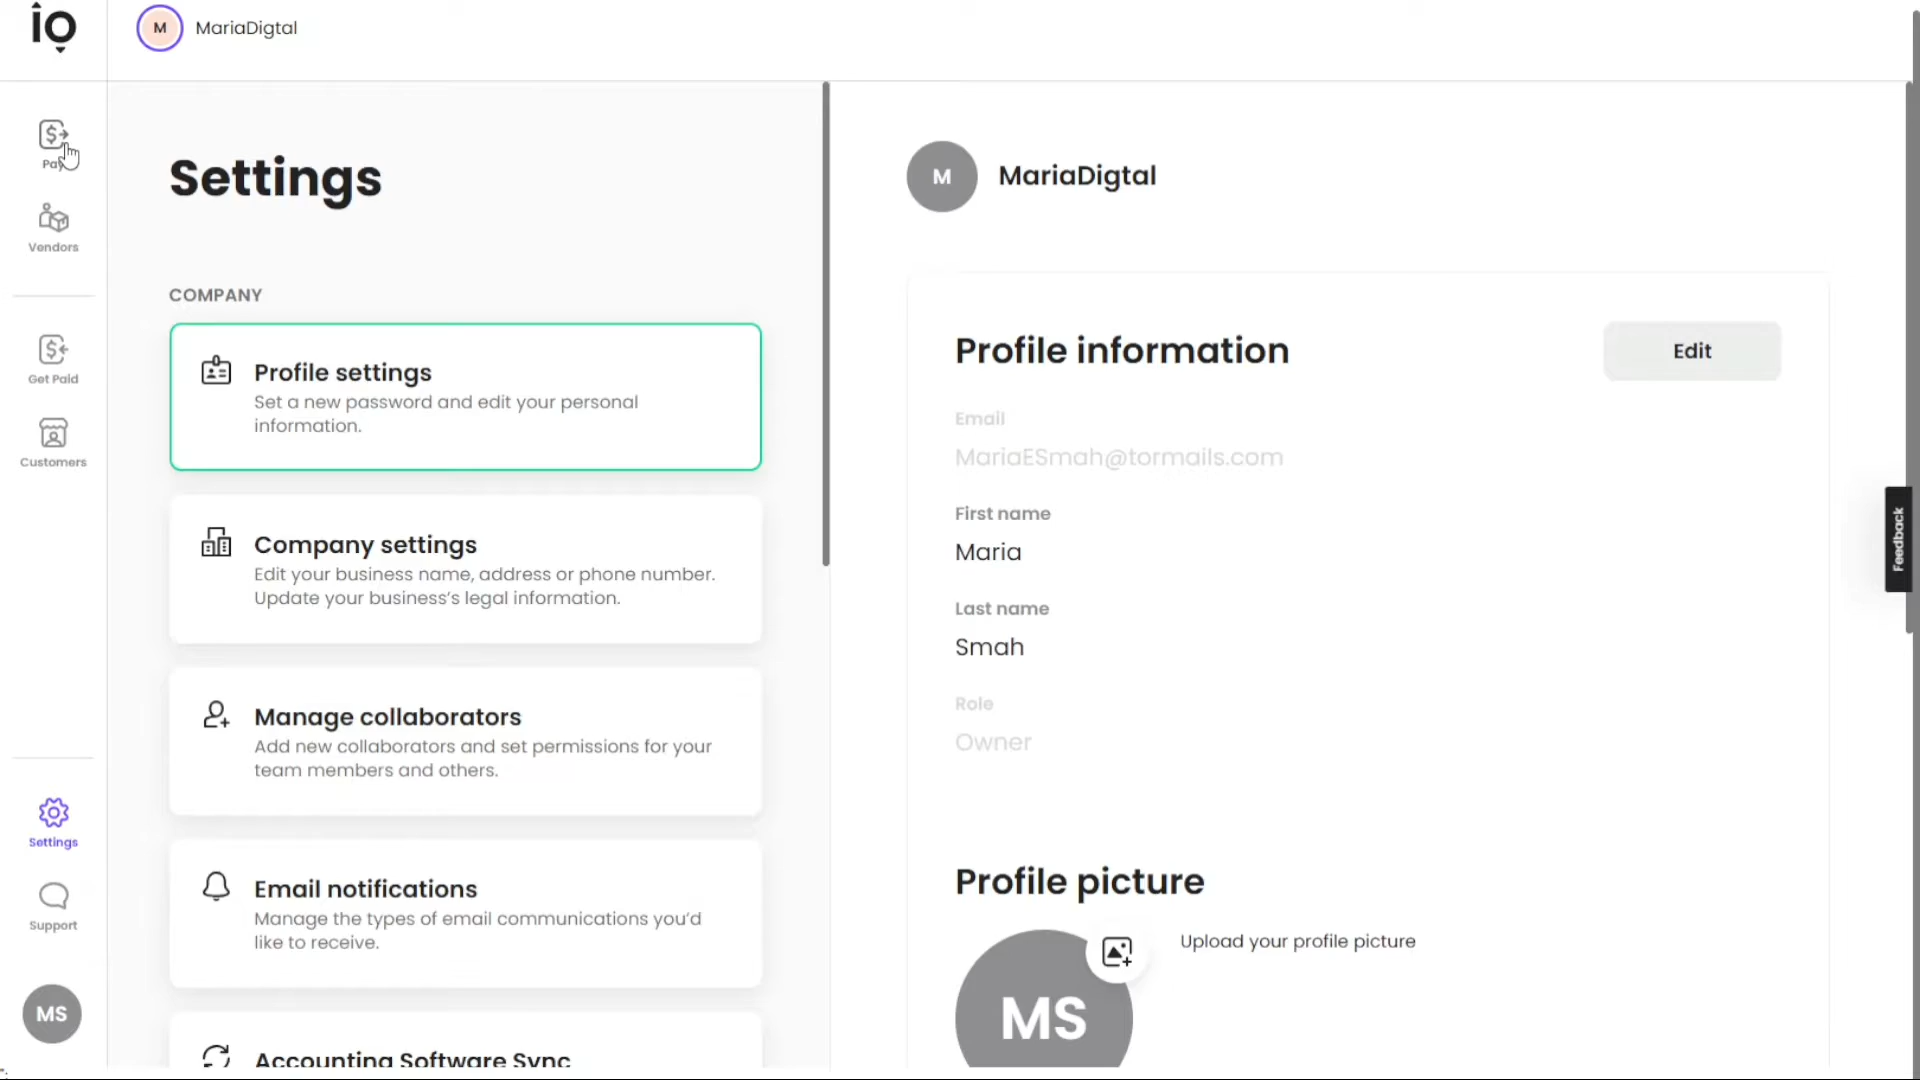 io
M
MariaDigtal
Pay
Vendors
Get Paid
Customers
Settings
Support
MS
Settings
COMPANY
Profile settings
Set a new password and edit your personal
information.
Company settings
Edit your business name, address or phone number.
Update your business's legal information.
Manage collaborators
Add new collaborators and set permissions for your
team members and others.
Email notifications
Manage the types of email communications you'd
like to receive.
Accounting Software Sync
M
MariaDigtal
Profile information
Edit
Email
MariaESmah@tormails.com
First name
Maria
Last name
Smah
Role
Owner
Profile picture
Upload your profile picture
MS
Feedback